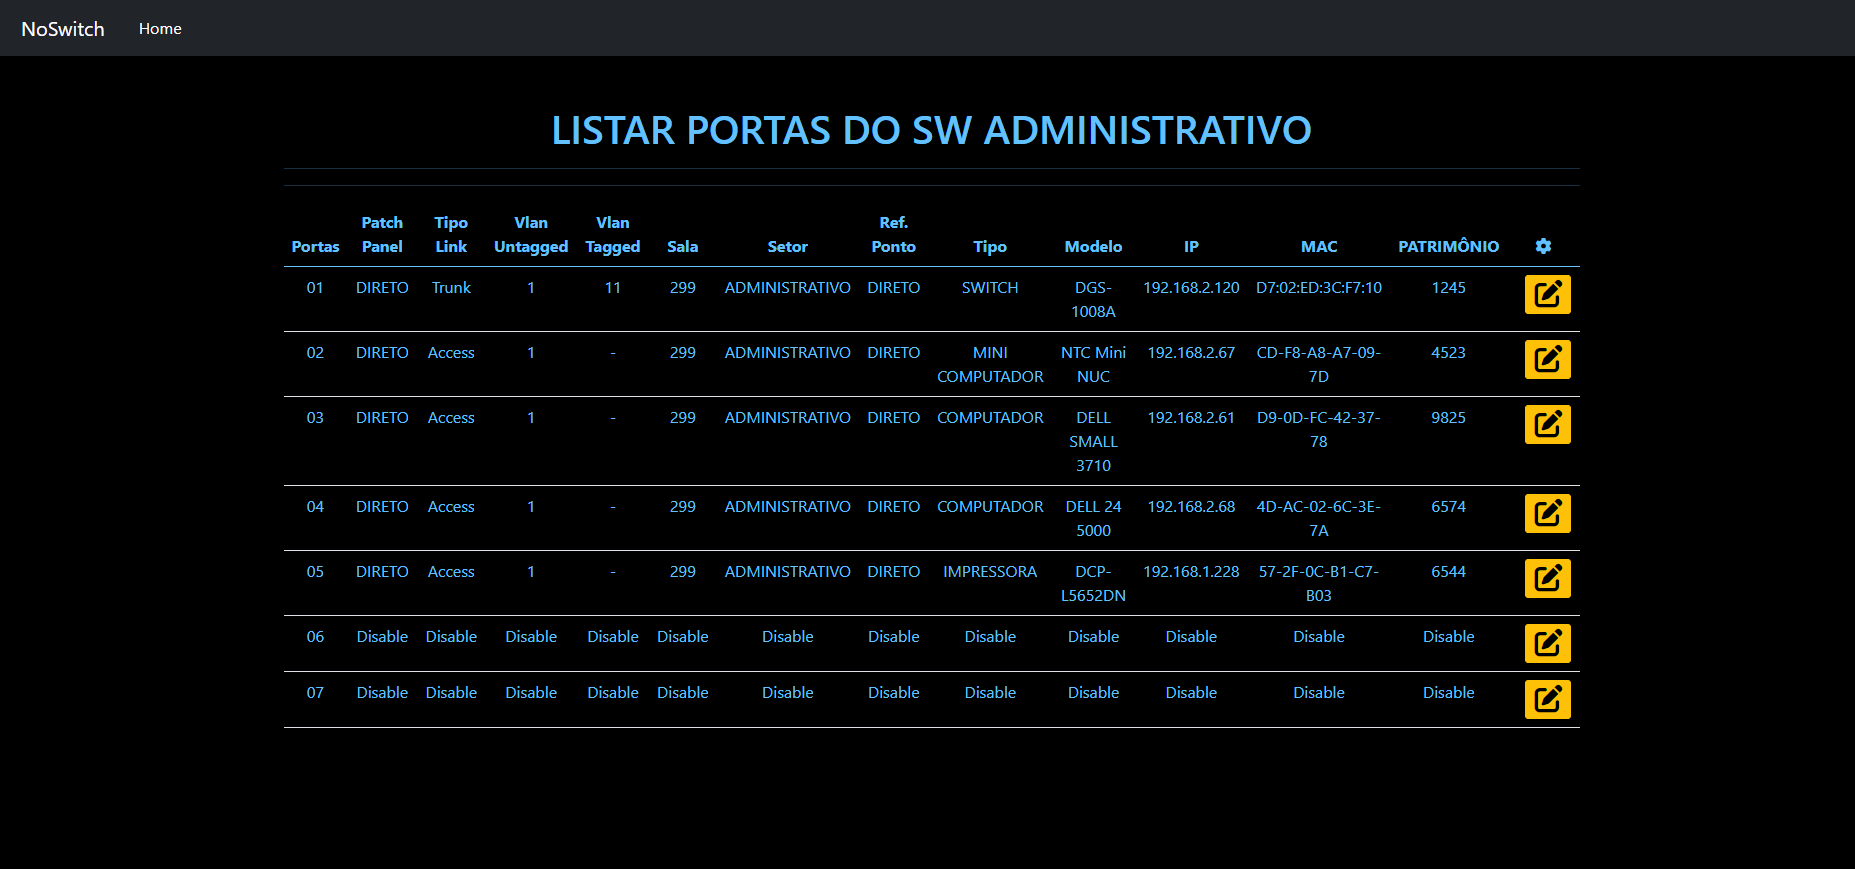 NoSwitch Home
LISTAR PORTAS DO SW ADMINISTRATIVO
Portas Patch Panel Tipo Link Vlan Untagged Vlan Tagged Sala Setor Ref. Ponto Tipo Modelo IP MAC PATRIMÔNIO
01 DIRETO Trunk 1 11 299 ADMINISTRATIVO DIRETO SWITCH DGS-1008A 192.168.2.120 D7:02:ED:3C:F7:10 1245
02 DIRETO Access 1 - 299 ADMINISTRATIVO DIRETO MINI COMPUTADOR NTC Mini NUC 192.168.2.67 CD-F8-A8-A7-09-7D 4523
03 DIRETO Access 1 - 299 ADMINISTRATIVO DIRETO COMPUTADOR DELL SMALL 3710 192.168.2.61 D9-0D-FC-42-37-78 9825
04 DIRETO Access 1 - 299 ADMINISTRATIVO DIRETO COMPUTADOR DELL 24 5000 192.168.2.68 4D-AC-02-6C-3E-7A 6574
05 DIRETO Access 1 - 299 ADMINISTRATIVO DIRETO IMPRESSORA DCP-L5652DN 192.168.1.228 57-2F-0C-B1-C7-B03 6544
06 Disable Disable Disable Disable Disable Disable Disable Disable Disable Disable Disable Disable
07 Disable Disable Disable Disable Disable Disable Disable Disable Disable Disable Disable Disable